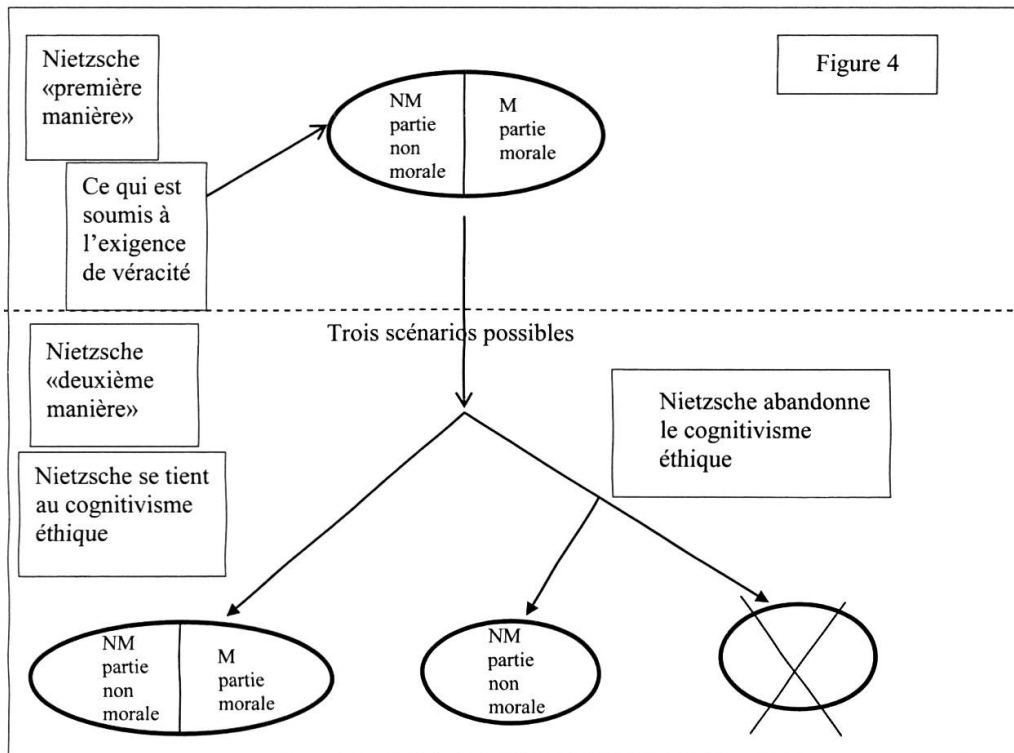 Nietzsche
«première
manière»
Figure 4
NM
partie
non
morale
M
partie
morale
Ce qui est
soumis à
l’exigence
de véracité
Trois scénarios possibles
Nietzsche
«deuxième
manière»
Nietzsche abandonne
le cognitivisme
éthique
Nietzsche se tient
au cognitivisme
éthique
NM
partie
non
morale
M
partie
morale
NM
partie
non
morale